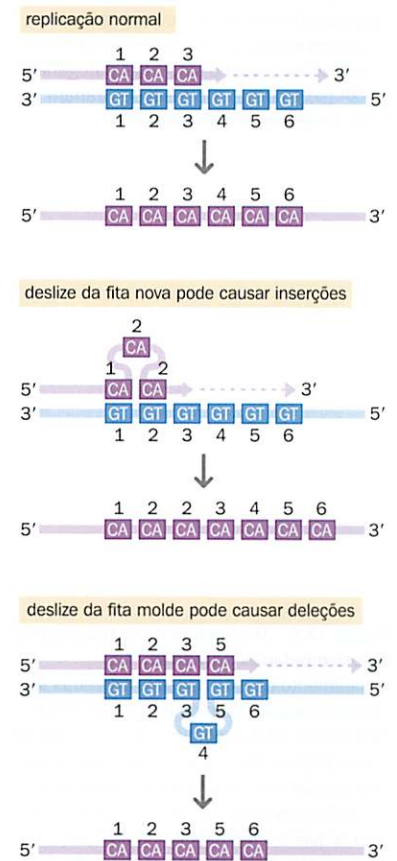 replicação normal
1 2 3
5′ CA CA CA 3′
3′ GT GT GT GT GT GT 5′
1 2 3 4 5 6
1 2 3 4 5 6
5′ CA CA CA CA CA CA 3′
deslize da fita nova pode causar inserções
2
CA
1 2
5′ CA CA 3′
3′ GT GT GT GT GT GT 5′
1 2 3 4 5 6
1 2 2 3 4 5 6
5′ CA CA CA CA CA CA CA 3′
deslize da fita molde pode causar deleções
1 2 3 5
5′ CA CA CA CA 3′
3′ GT GT GT GT GT 5′
1 2 3 5 6
GT
4
1 2 3 5 6
5′ CA CA CA CA CA 3′